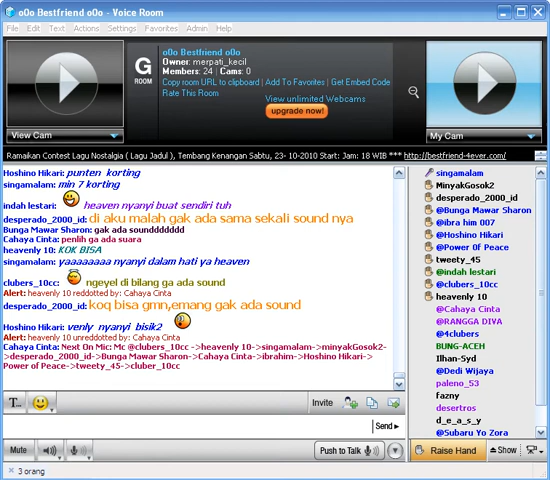 o0o Bestfriend o0o - Voice Room
File Edit Text Actions Settings Favorites Admin Help
G
ROOM
o0o Bestfriend o0o
Owner: merpati_kecil
Members: 24 | Cams: 0
Copy room URL to clipboard | Add To Favorites | Get Embed Code
Rate This Room
View unlimited Webcams
upgrade now!
View Cam
My Cam
Ramaikan Contest Lagu Nostalgia ( Lagu Jadul ), Tembang Kenangan Sabtu, 23- 10-2010 Start: Jam: 18 WIB *** http://bestfriend-4ever.com/
Hoshino Hikari: punten korting
singamalam: min 7 korting
indah lestari: heaven nyanyi buat sendiri tuh
desperado_2000_id: di aku malah gak ada sama sekali sound nya
Bunga Mawar Sharon: gak ada sounddddddd
Cahaya Cinta: penlih ga ada suara
heavenly 10: KOK BISA
singamalam: yaaaaaaaa nyanyi dalam hati ya heaven
clubers_10cc: ngeyel di bilang ga ada sound
Alert: heavenly 10 reddotted by: Cahaya Cinta
desperado_2000_id: koq bisa gmn,emang gak ada sound
Hoshino Hikari: venly nyanyi bisik2
Alert: heavenly 10 unreddotted by: Cahaya Cinta
Cahaya Cinta: Next On Mic: Mc @clubers_10cc ->heavenly 10->singamalam->minyakGosok2-
>desperado_2000_id->Bunga Mawar Sharon->Cahaya Cinta->ibrahim->Hoshino Hikari->
Power of Peace->tweety_45->cluber_10cc
singamalam
MinyakGosok2
desperado_2000_id
@Bunga Mawar Sharon
@ibra him 007
@Hoshino Hikari
@Power 0f Peace
tweety_45
@indah lestari
@clubers_10cc
heavenly 10
@Cahaya Cinta
@RANGGA DIVA
@4clubers
BUNG-ACEH
Ilhan-Syd
@Dedi Wijaya
paleno_53
fazny
desertros
d_e_a_s_y
@Subaru Yo Zora
T...
Invite
Send
Mute
Push to Talk
Raise Hand
Show
3 orang